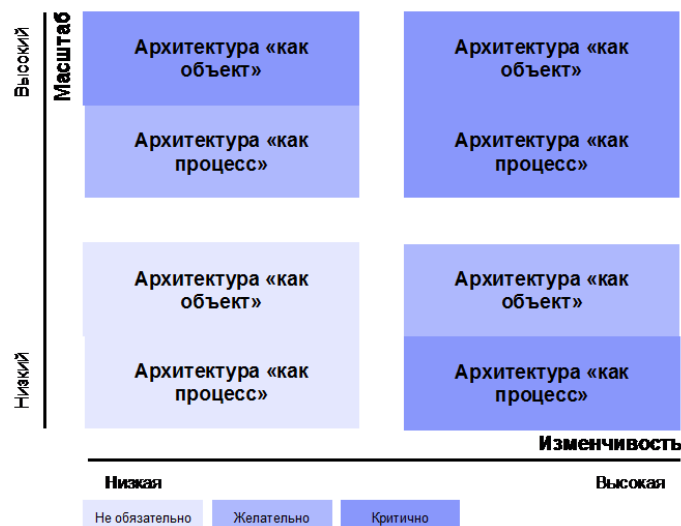 Высокий
Масштаб
Архитектура «как
объект»
Архитектура «как
объект»
Архитектура «как
процесс»
Архитектура «как
процесс»
Низкий
Архитектура «как
объект»
Архитектура «как
объект»
Архитектура «как
процесс»
Архитектура «как
процесс»
Изменчивость
Низкая
Высокая
Не обязательно
Желательно
Критично